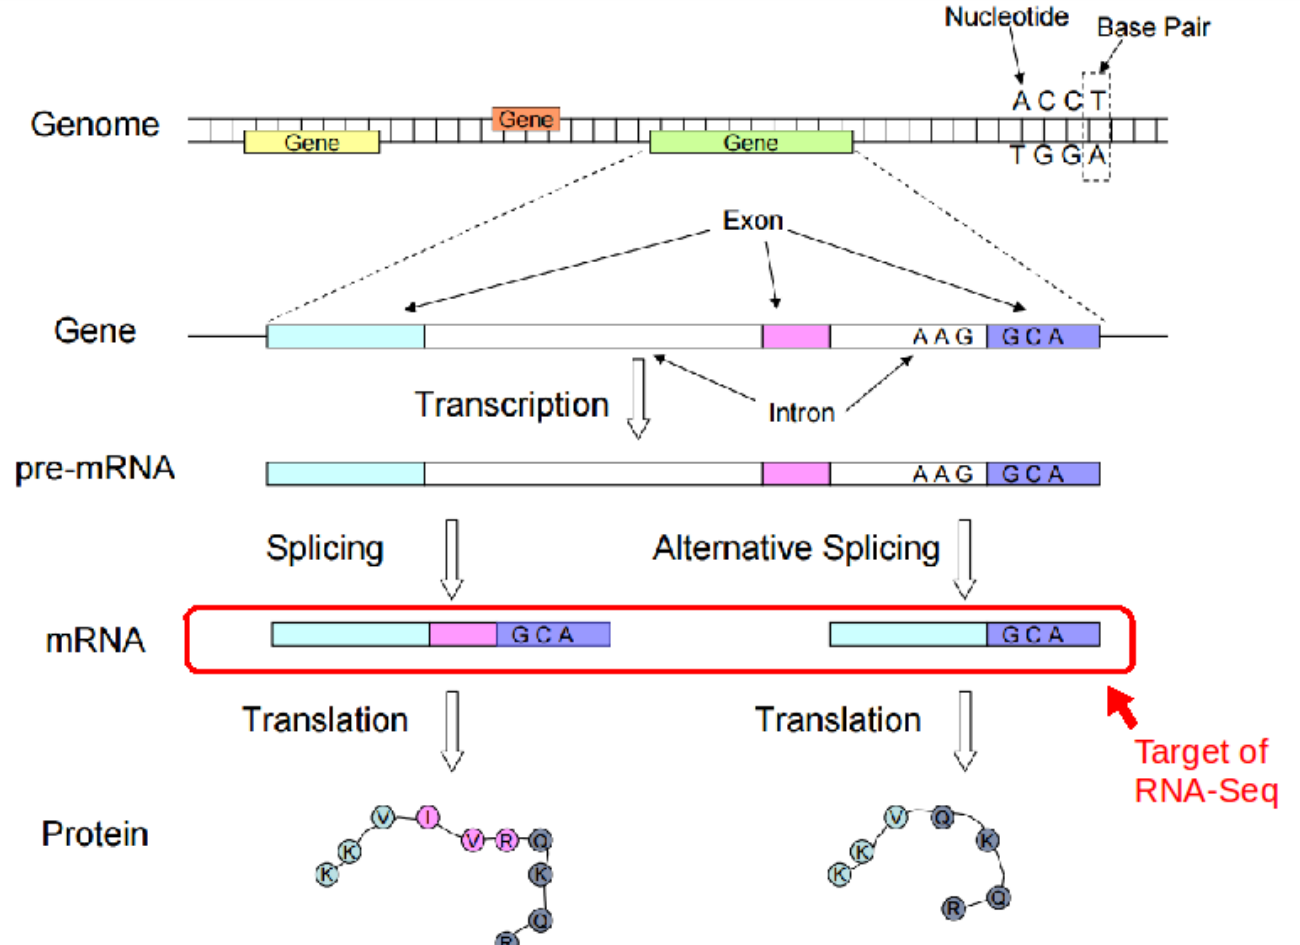 Nucleotide
Base Pair
A C C T
Genome
Gene
Gene
Gene
T G G A
Exon
Gene
A A G G C A
Transcription
Intron
pre-mRNA
A A G G C A
Splicing
Alternative Splicing
mRNA
G C A
G C A
Translation
Translation
Target of
RNA-Seq
Protein
K K V I V R Q K Q R
K K V Q K Q R